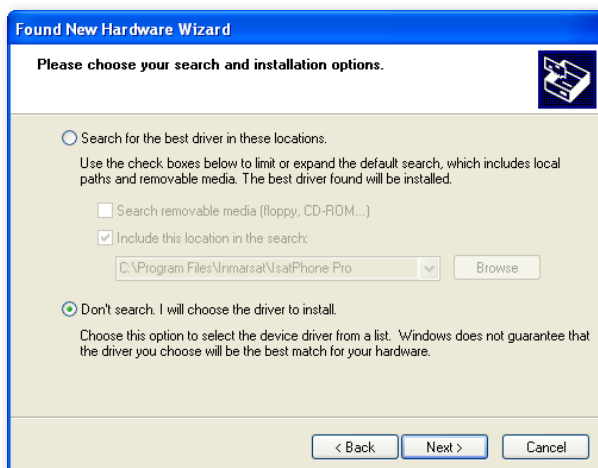 Found New Hardware Wizard
Please choose your search and installation options.
Search for the best driver in these locations.
Use the check boxes below to limit or expand the default search, which includes local
paths and removable media. The best driver found will be installed.
Search removable media (floppy, CD-ROM...)
Include this location in the search:
C:\Program Files\Inmarsat\IsatPhone Pro
Browse
Don't search. I will choose the driver to install.
Choose this option to select the device driver from a list. Windows does not guarantee that
the driver you choose will be the best match for your hardware.
< Back Next > Cancel